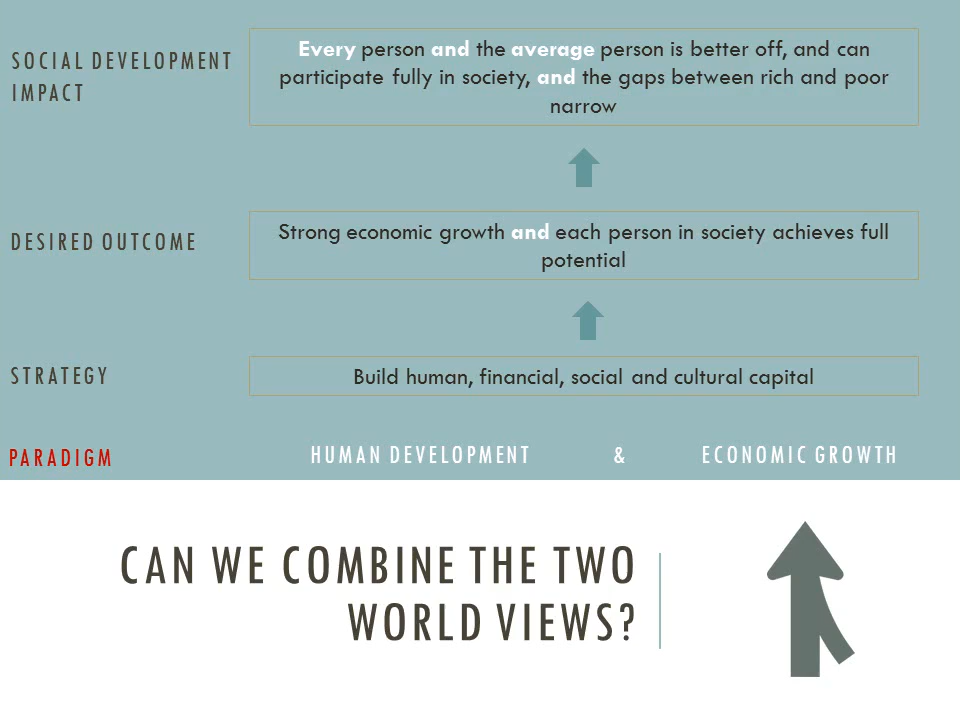 SOCIAL DEVELOPMENT
IMPACT
Every person and the average person is better off, and can
participate fully in society, and the gaps between rich and poor
narrow
DESIRED OUTCOME
Strong economic growth and each person in society achieves full
potential
STRATEGY
Build human, financial, social and cultural capital
PARADIGM
HUMAN DEVELOPMENT & ECONOMIC GROWTH
CAN WE COMBINE THE TWO
WORLD VIEWS?